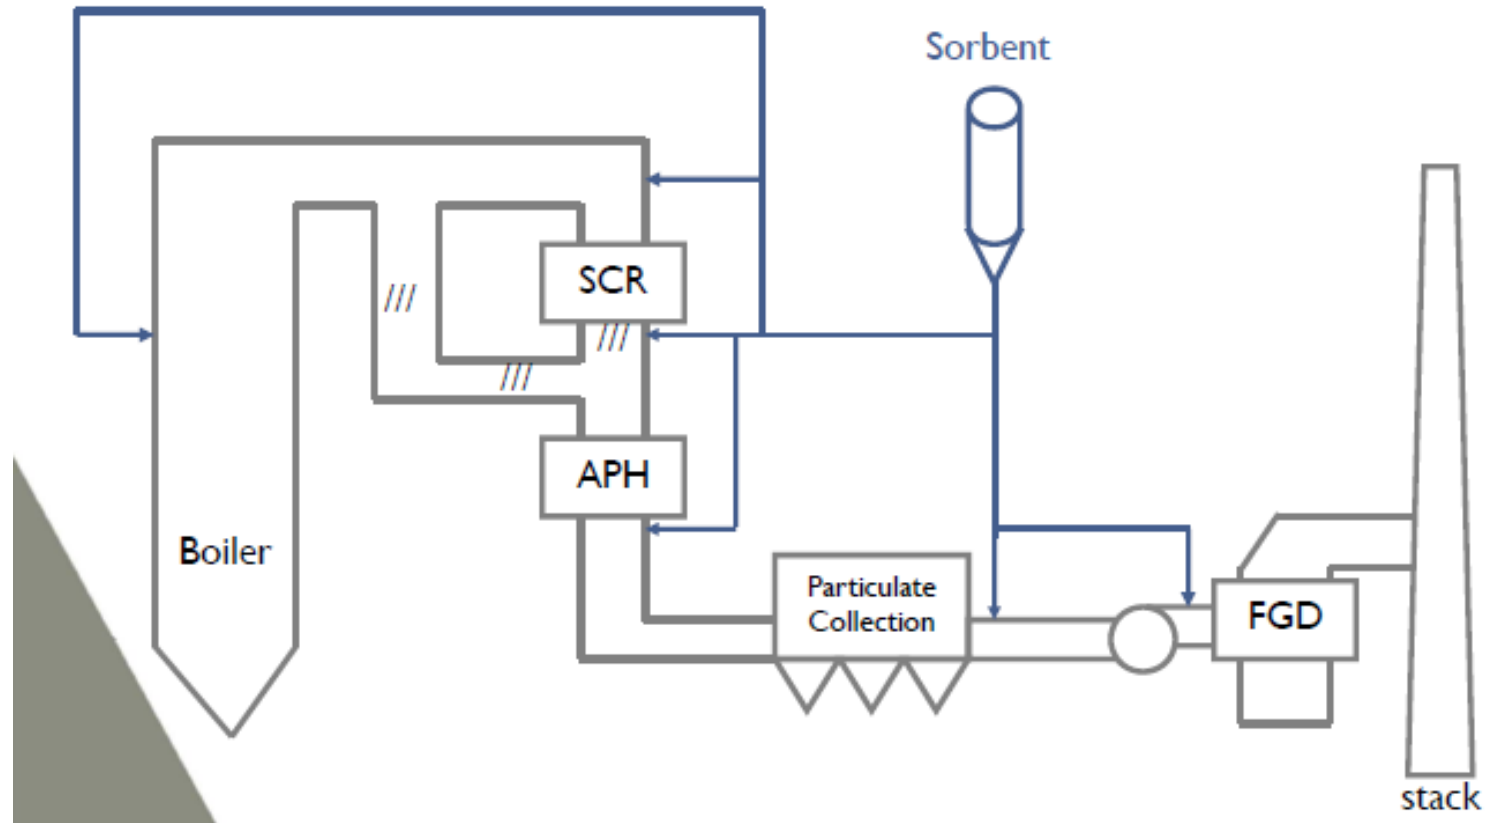 Sorbent
SCR
///
///
///
APH
Boiler
Particulate
Collection
FGD
stack